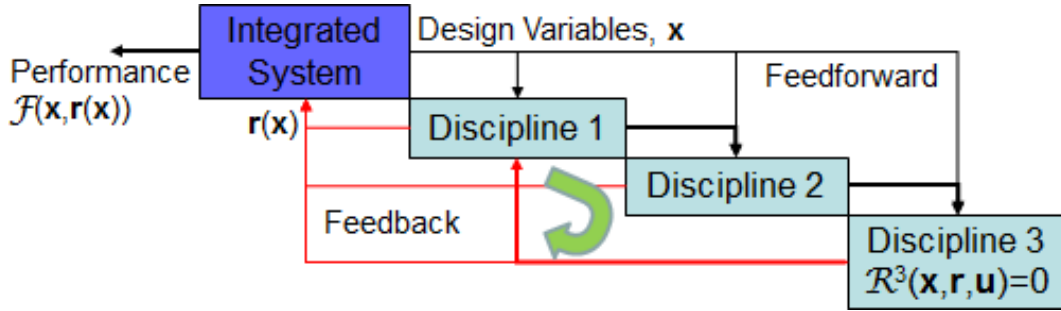 Integrated
System
Design Variables, x
Performance
ℱ(x,r(x))
Feedforward
r(x)
Discipline 1
Discipline 2
Feedback
Discipline 3
ℛ³(x,r,u)=0